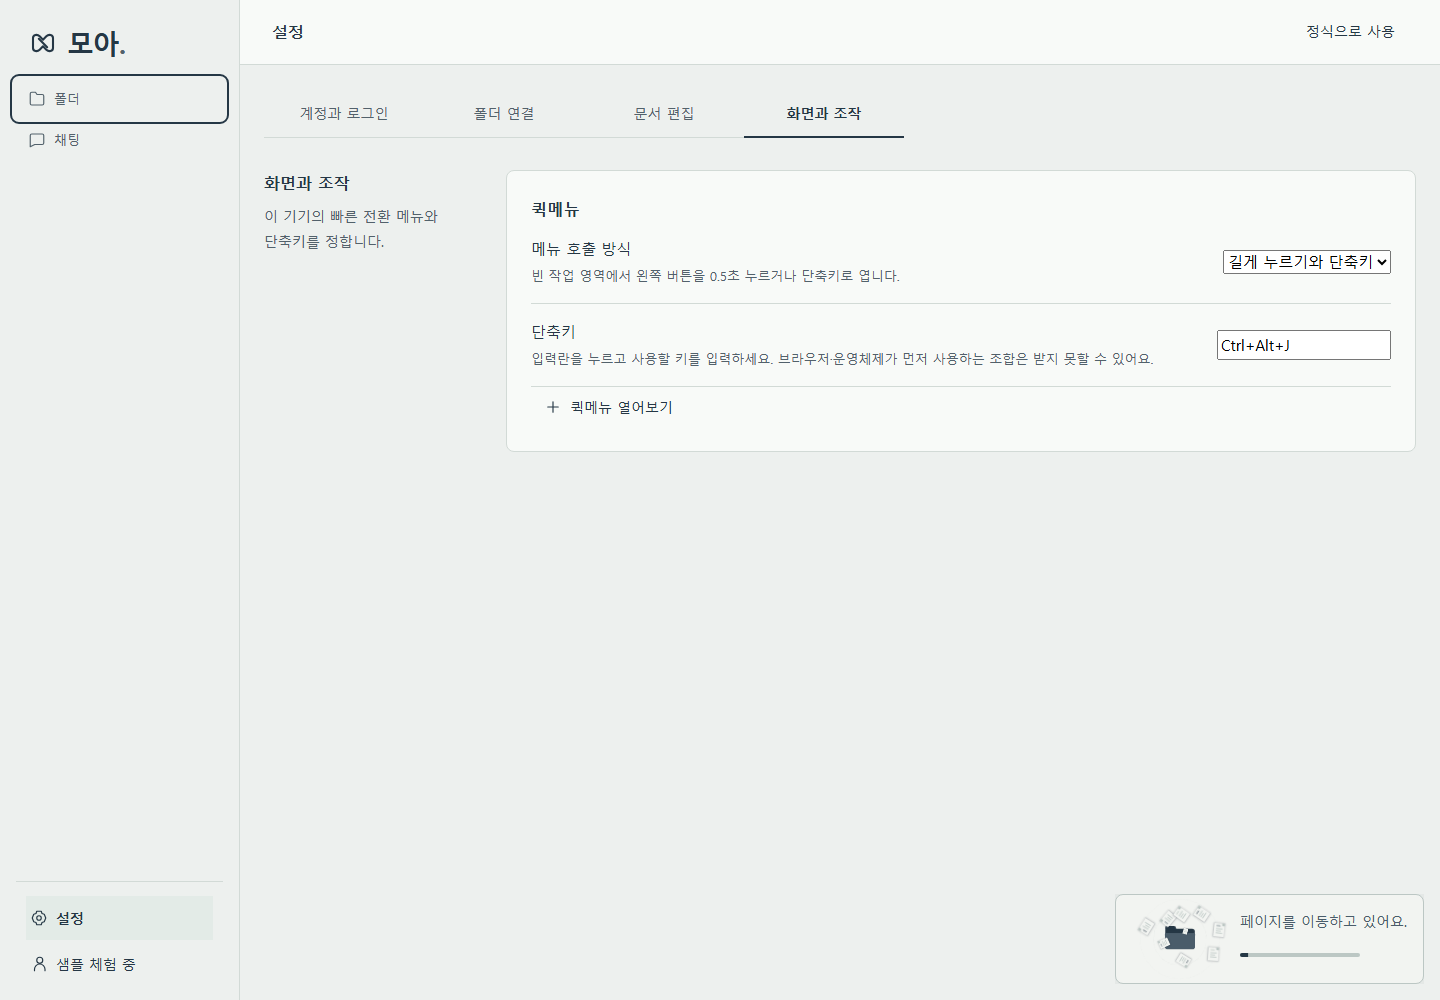 모아.
폴더
채팅
설정
샘플 체험 중
설정
정식으로 사용
계정과 로그인
폴더 연결
문서 편집
화면과 조작
화면과 조작
이 기기의 빠른 전환 메뉴와
단축키를 정합니다.
퀵메뉴
메뉴 호출 방식
빈 작업 영역에서 왼쪽 버튼을 0.5초 누르거나 단축키로 엽니다.
길게 누르기와 단축키
단축키
입력란을 누르고 사용할 키를 입력하세요. 브라우저·운영체제가 먼저 사용하는 조합은 받지 못할 수 있어요.
Ctrl+Alt+J
퀵메뉴 열어보기
페이지를 이동하고 있어요.